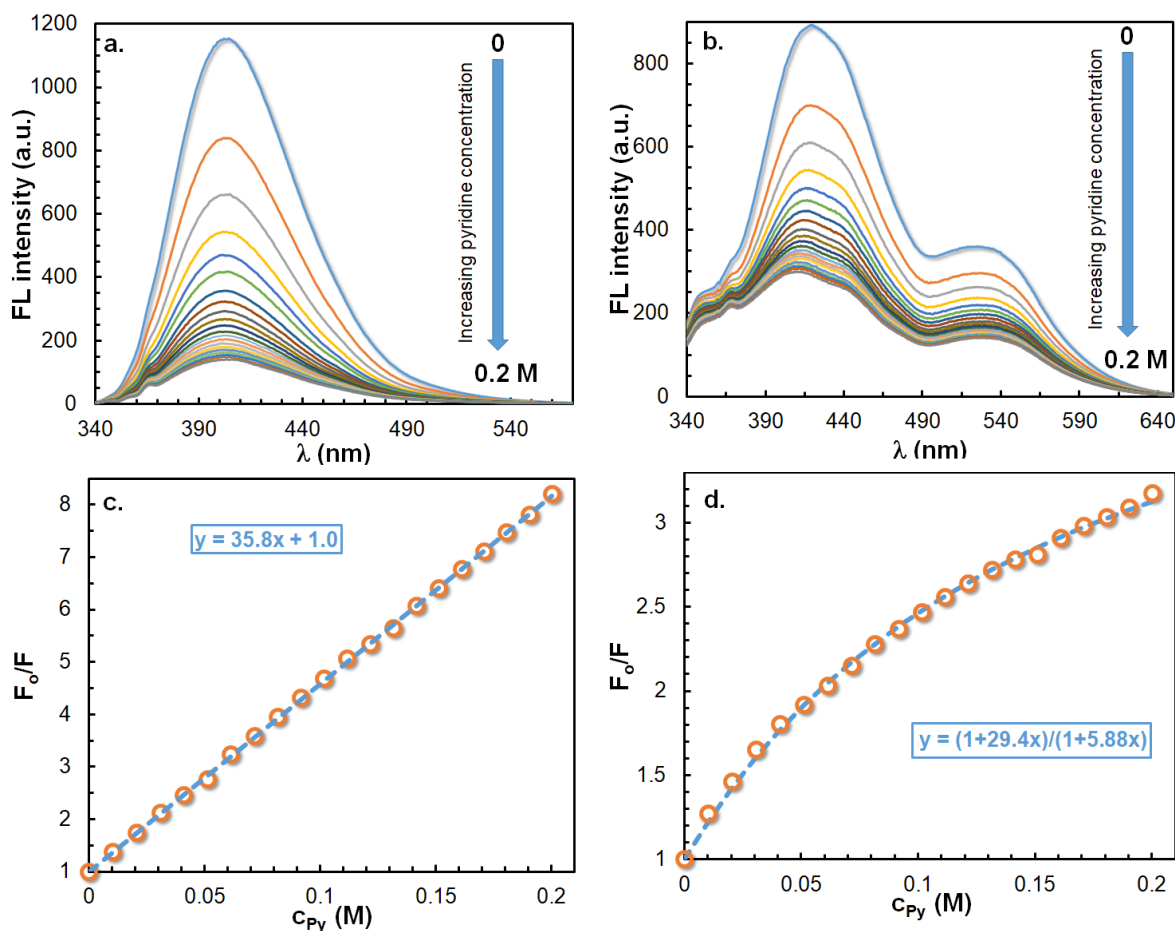 a.
FL intensity (a.u.)
1200
1000
800
600
400
200
0
340 390 440 490 540
λ (nm)
0
Increasing pyridine concentration
0.2 M
b.
FL intensity (a.u.)
800
600
400
200
0
340 390 440 490 540 590 640
λ (nm)
0
Increasing pyridine concentration
0.2 M
c.
y = 35.8x + 1.0
Fo/F
8
7
6
5
4
3
2
1
0 0.05 0.1 0.15 0.2
cPy (M)
d.
Fo/F
3
2.5
2
1.5
1
y = (1+29.4x)/(1+5.88x)
0 0.05 0.1 0.15 0.2
cPy (M)